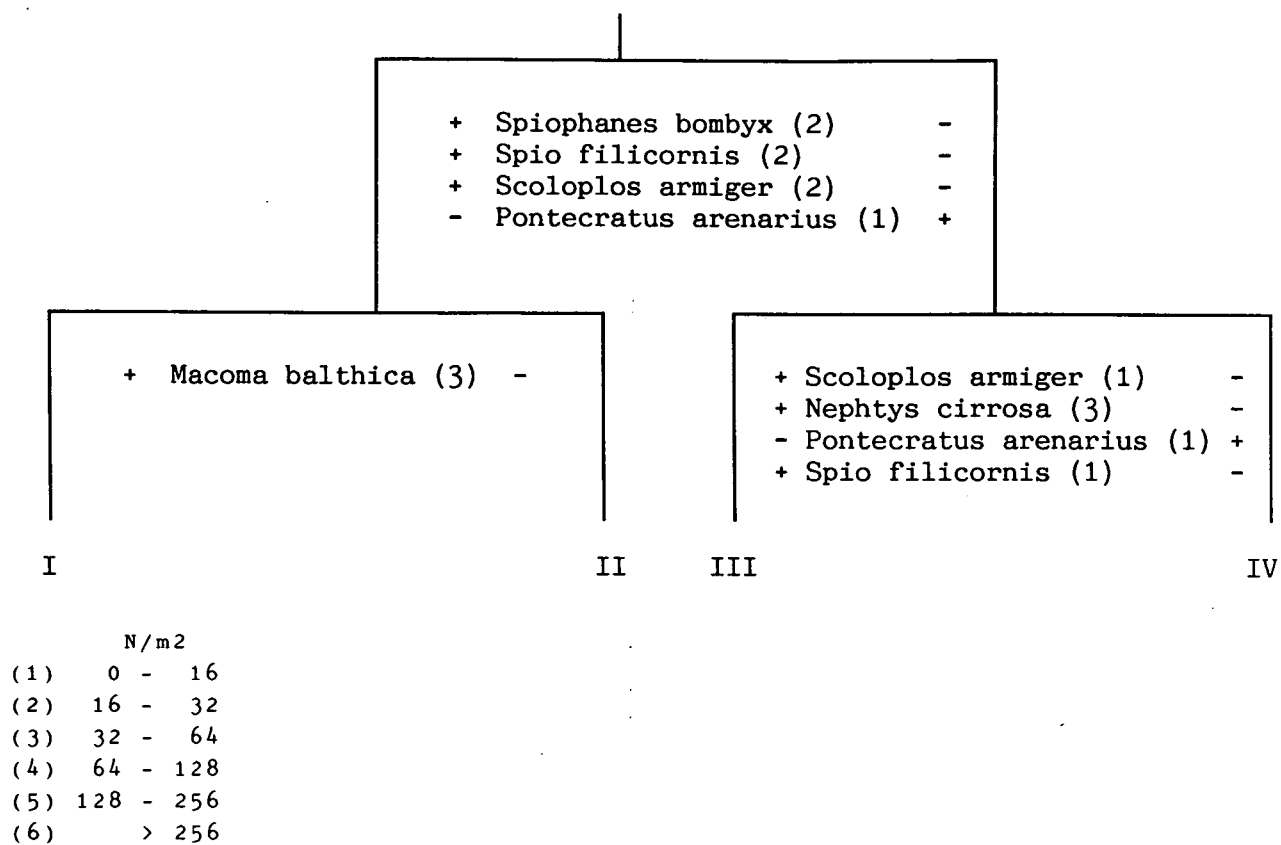 + Spiophanes bombyx (2) -
+ Spio filicornis (2) -
+ Scoloplos armiger (2) -
- Pontecratus arenarius (1) +
+ Macoma balthica (3) -
+ Scoloplos armiger (1) -
+ Nephtys cirrosa (3) -
- Pontecratus arenarius (1) +
+ Spio filicornis (1) -
I II III IV
N/m2
(1) 0 - 16
(2) 16 - 32
(3) 32 - 64
(4) 64 - 128
(5) 128 - 256
(6) > 256